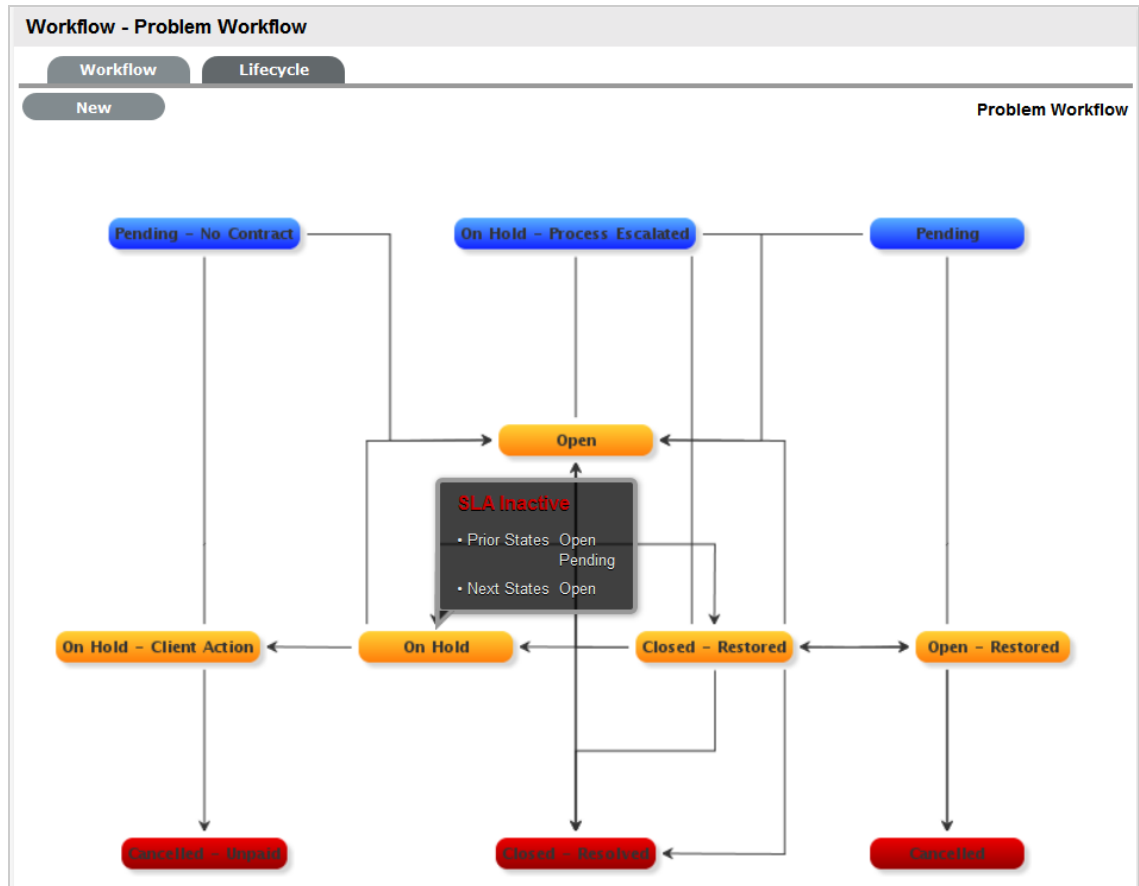 Workflow - Problem Workflow
Workflow Lifecycle
New Problem Workflow
Pending - No Contract On Hold - Process Escalated Pending
Open
SLA Inactive
• Prior States Open
Pending
• Next States Open
On Hold - Client Action On Hold Closed - Restored Open - Restored
Cancelled - Unpaid Closed - Resolved Cancelled